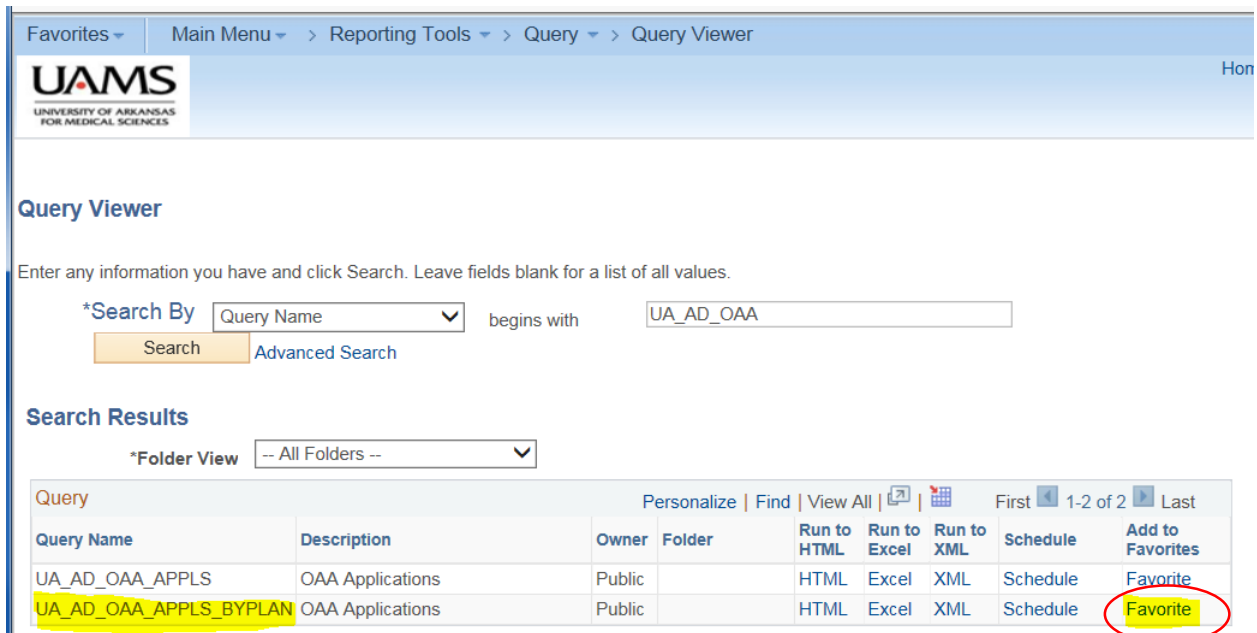 Favorites Main Menu > Reporting Tools > Query > Query Viewer
UAMS
UNIVERSITY OF ARKANSAS
FOR MEDICAL SCIENCES
Hom
Query Viewer
Enter any information you have and click Search. Leave fields blank for a list of all values.
*Search By Query Name begins with UA_AD_OAA
Search Advanced Search
Search Results
*Folder View -- All Folders --
Query Personalize | Find | View All | | First 1-2 of 2 Last
Query Name Description Owner Folder Run to HTML Run to Excel Run to XML Schedule Add to Favorites
UA_AD_OAA_APPLS OAA Applications Public HTML Excel XML Schedule Favorite
UA_AD_OAA_APPLS_BYPLAN OAA Applications Public HTML Excel XML Schedule Favorite